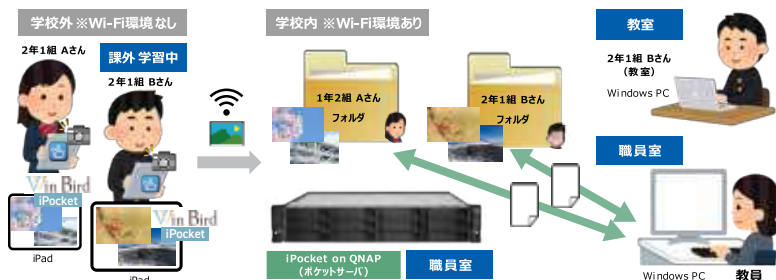 学校外 ※Wi-Fi環境なし
2年1組 Aさん
課外学習中
2年1組 Bさん
Win Bird
iPocket
iPad
Win Bird
iPocket
iPad
学校内 ※Wi-Fi環境あり
1年2組 Aさん
フォルダ
2年1組 Bさん
フォルダ
iPocket on QNAP
(ポケットサーバ)
職員室
教室
2年1組 Bさん
(教室)
Windows PC
職員室
Windows PC
教員